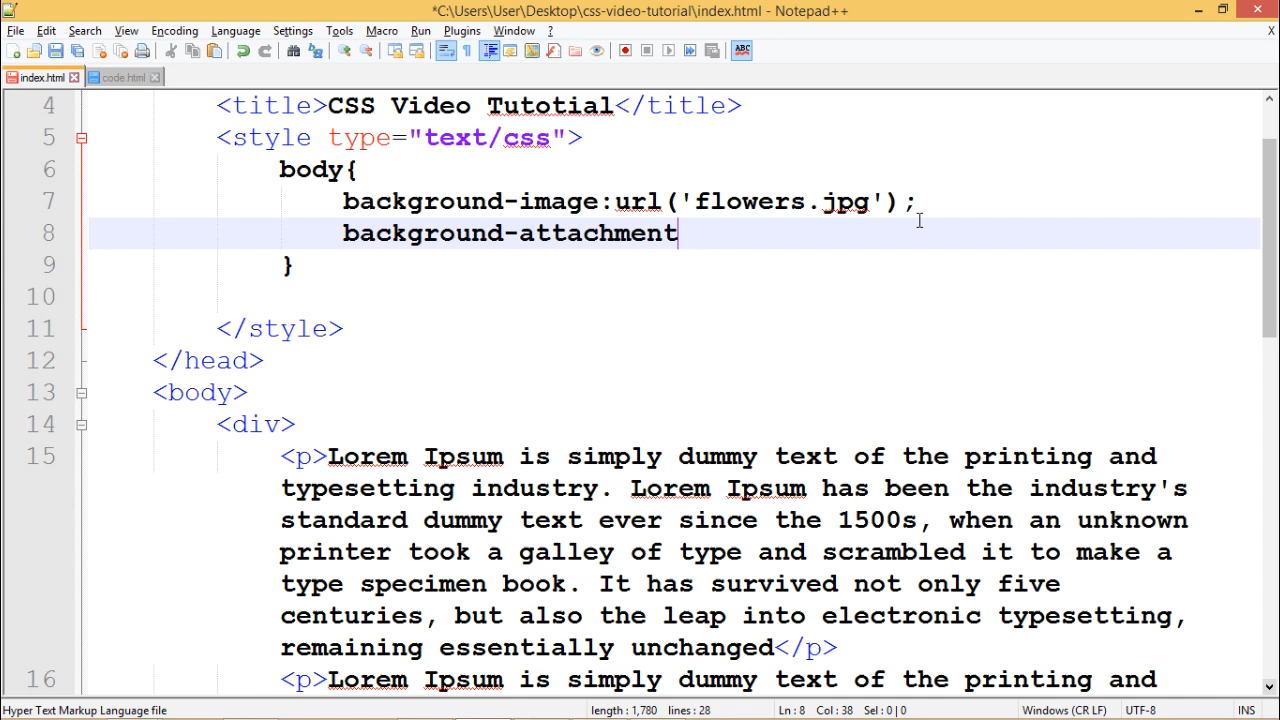 *C:\Users\User\Desktop\css-video-tutorial\index.html - Notepad++
File Edit Search View Encoding Language Settings Tools Macro Run Plugins Window ? X
ABC
index.html code.html
4 <title>CSS Video Tutotial</title>
5 <style type="text/css">
6 body{
7 background-image:url('flowers.jpg');
8 background-attachment
9 }
10
11 </style>
12 </head>
13 <body>
14 <div>
15 <p>Lorem Ipsum is simply dummy text of the printing and
typesetting industry. Lorem Ipsum has been the industry's
standard dummy text ever since the 1500s, when an unknown
printer took a galley of type and scrambled it to make a
type specimen book. It has survived not only five
centuries, but also the leap into electronic typesetting,
remaining essentially unchanged</p>
16 <p>Lorem Ipsum is simply dummy text of the printing and
Hyper Text Markup Language file length : 1,780 lines : 28 Ln : 8 Col : 38 Sel : 0 | 0 Windows (CR LF) UTF-8 INS